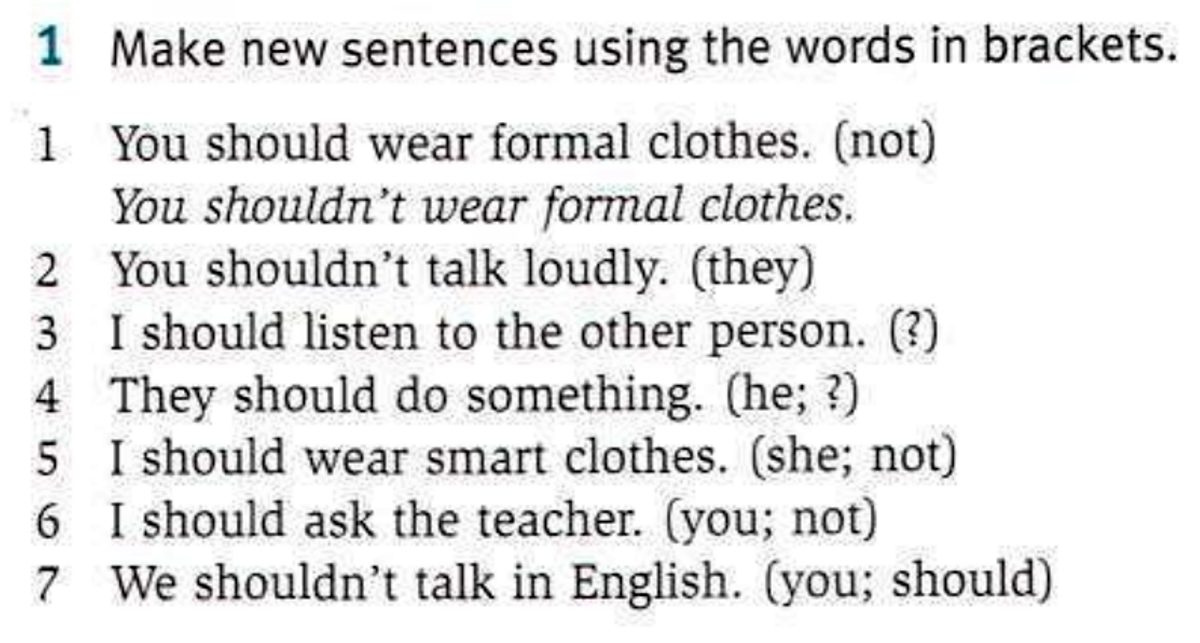 1 Make new sentences using the words in brackets.
1 You should wear formal clothes. (not)
You shouldn't wear formal clothes.
2 You shouldn't talk loudly. (they)
3 I should listen to the other person. (?)
4 They should do something. (he; ?)
5 I should wear smart clothes. (she; not)
6 I should ask the teacher. (you; not)
7 We shouldn't talk in English. (you; should)